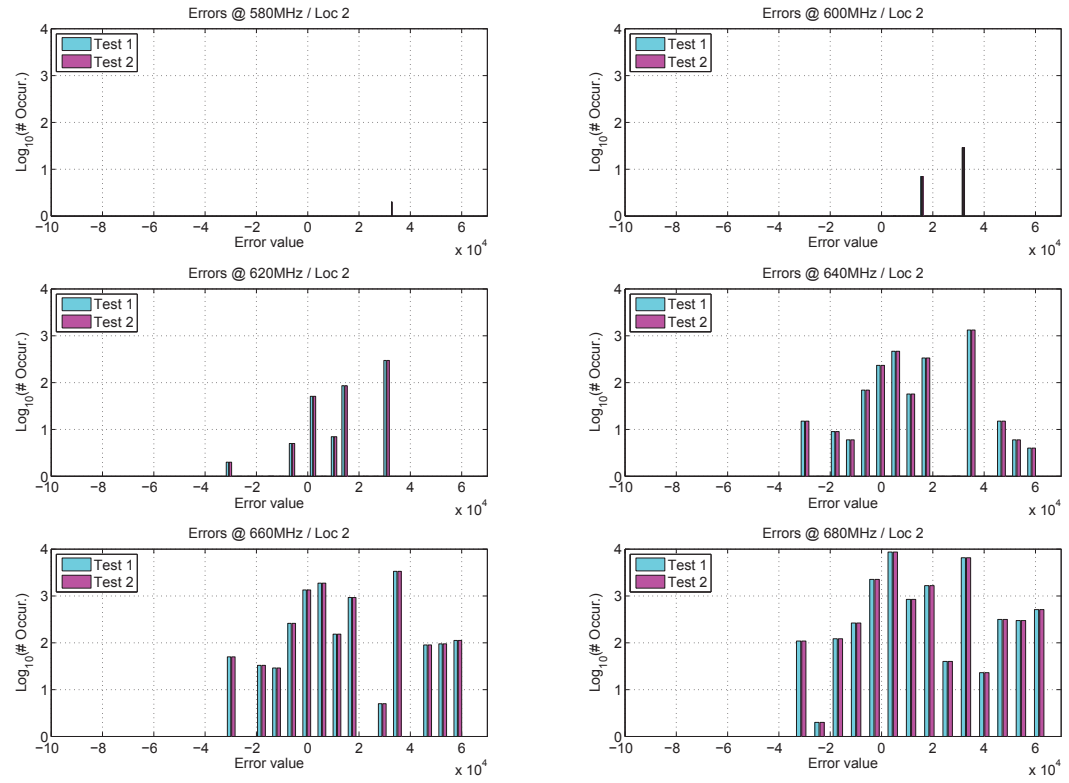 Errors @ 580MHz / Loc 2
Log10(# Occur.)
4
3
2
1
0
Test 1
Test 2
−10 −8 −6 −4 −2 0 2 4 6
Error value
x 10^4
Errors @ 600MHz / Loc 2
Log10(# Occur.)
4
3
2
1
0
Test 1
Test 2
−10 −8 −6 −4 −2 0 2 4 6
Error value
x 10^4
Errors @ 620MHz / Loc 2
Log10(# Occur.)
4
3
2
1
0
Test 1
Test 2
−10 −8 −6 −4 −2 0 2 4 6
Error value
x 10^4
Errors @ 640MHz / Loc 2
Log10(# Occur.)
4
3
2
1
0
Test 1
Test 2
−10 −8 −6 −4 −2 0 2 4 6
Error value
x 10^4
Errors @ 660MHz / Loc 2
Log10(# Occur.)
4
3
2
1
0
Test 1
Test 2
−10 −8 −6 −4 −2 0 2 4 6
Error value
x 10^4
Errors @ 680MHz / Loc 2
Log10(# Occur.)
4
3
2
1
0
Test 1
Test 2
−10 −8 −6 −4 −2 0 2 4 6
Error value
x 10^4